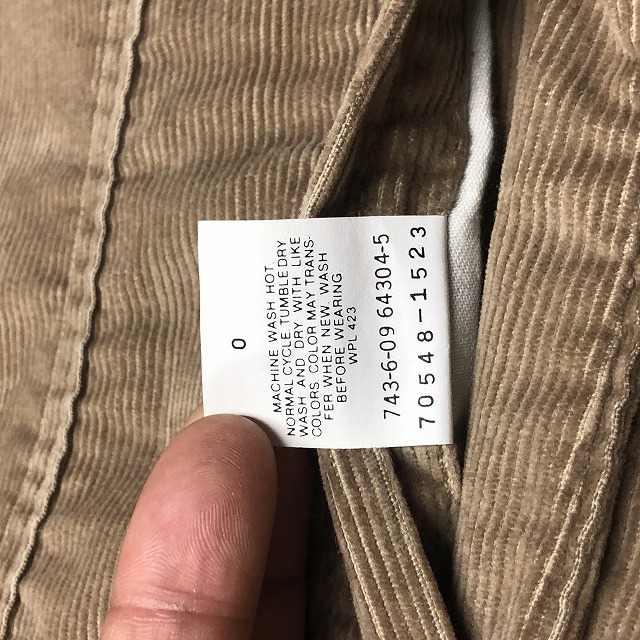 0
MACHINE WASH HOT
NORMAL CYCLE TUMBLE DRY
WASH AND DRY WITH LIKE
COLORS. COLOR MAY TRANS-
FER WHEN NEW. WASH
BEFORE WEARING.
WPL 423
743-6-09 64304-5
70548-1523